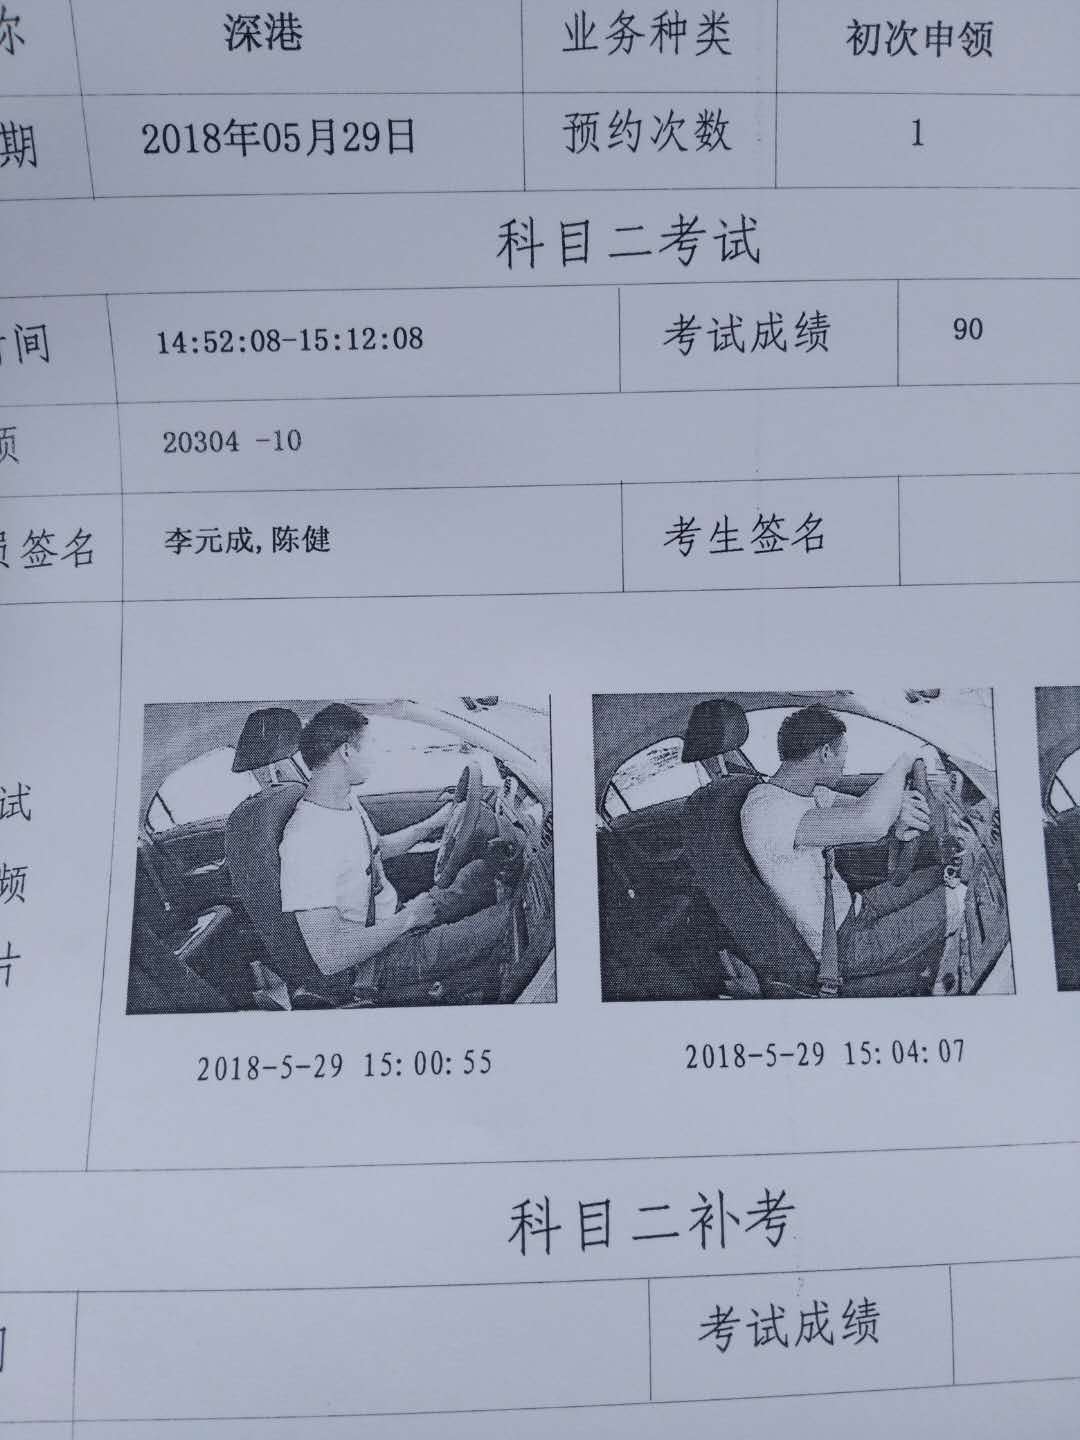 称 深港 业务种类 初次申领
期 2018年05月29日 预约次数 1
科目二考试
时间 14:52:08-15:12:08 考试成绩 90
项 20304 -10
员签名 李元成,陈健 考生签名
试
频
片
2018-5-29 15:00:55 2018-5-29 15:04:07
科目二补考
考试成绩